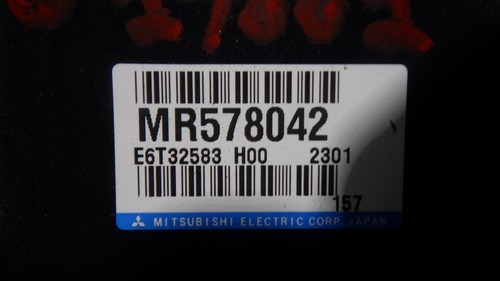 MR578042
E6T32583 H00 2301
157
MITSUBISHI ELECTRIC CORP. JAPAN